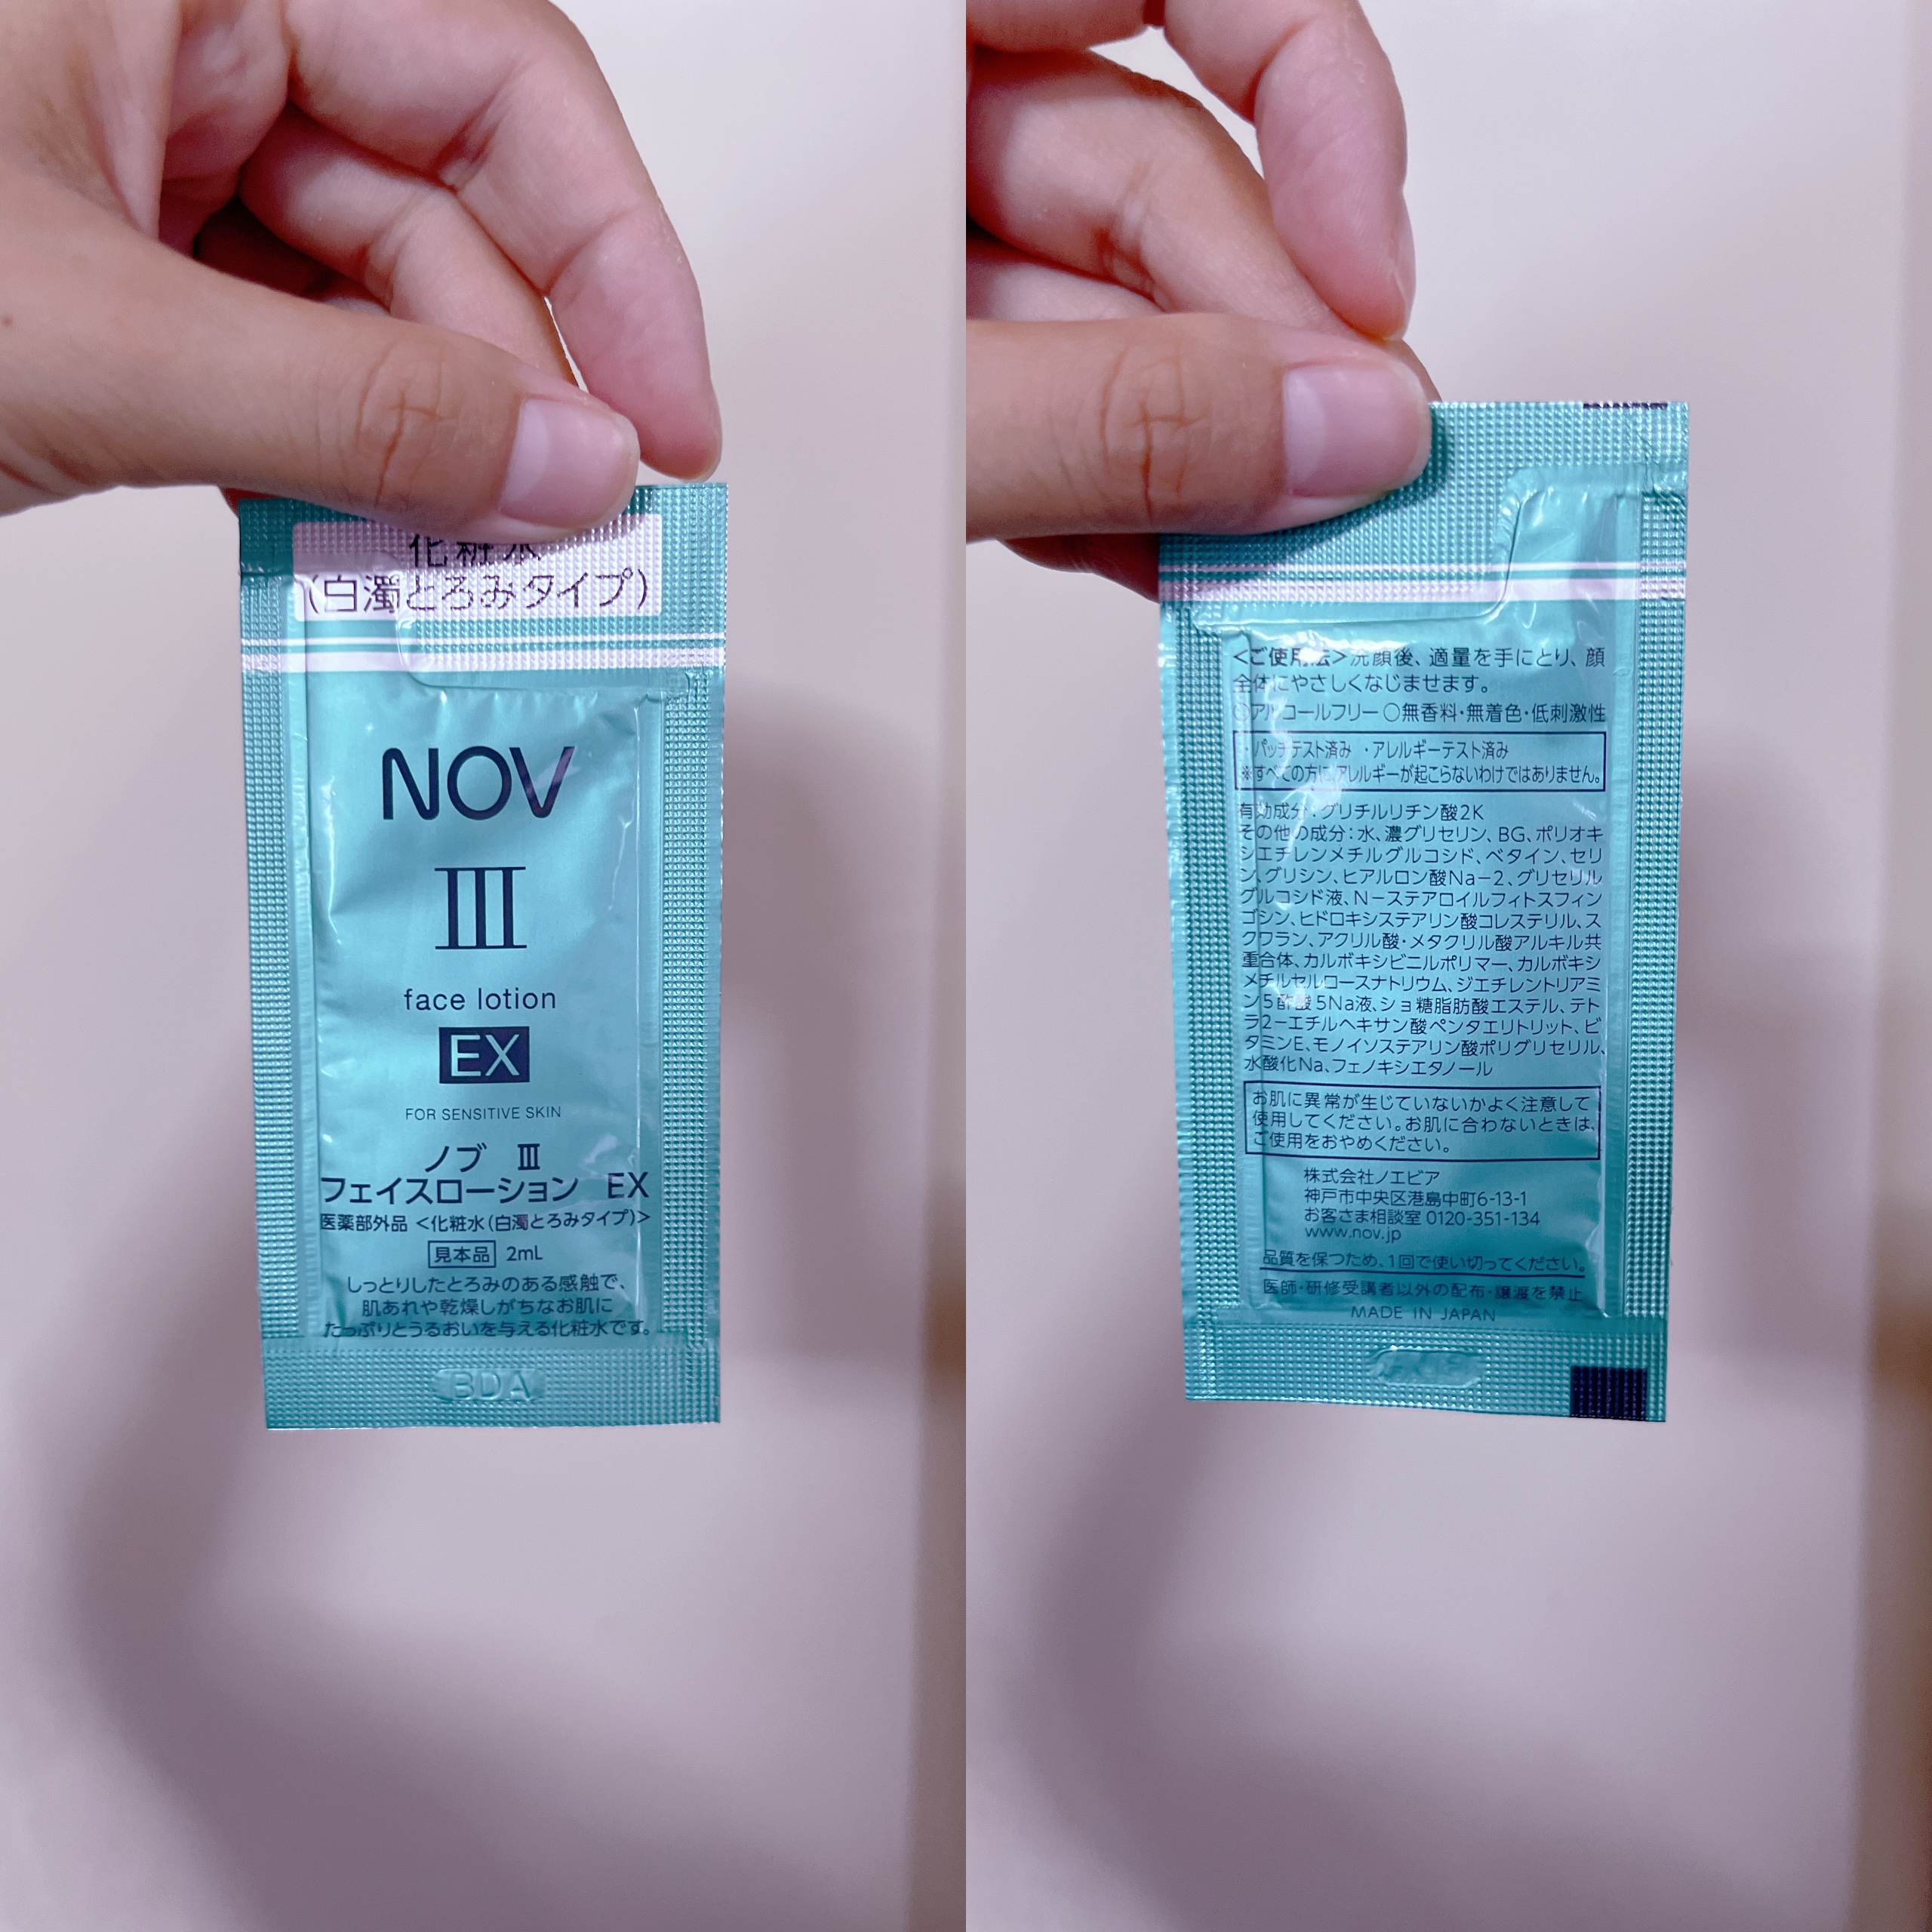 化粧水
(白濁とろみタイプ)
NOV
III
face lotion
EX
FOR SENSITIVE SKIN
ノブ III
フェイスローション EX
医薬部外品 <化粧水(白濁とろみタイプ)>
見本品 2mL
しっとりしたとろみのある感触で、
肌あれや乾燥しがちなお肌に
たっぷりとうるおいを与える化粧水です。
BDA
<ご使用法>洗顔後、適量を手にとり、顔
全体にやさしくなじませます。
○アルコールフリー ○無香料・無着色・低刺激性
・パッチテスト済み ・アレルギーテスト済み
※すべての方にアレルギーが起こらないわけではありません。
有効成分:グリチルリチン酸2K
その他の成分:水、濃グリセリン、BG、ポリオキ
シエチレンメチルグルコシド、ベタイン、セリ
ン、グリシン、ヒアルロン酸Na-2、グリセリル
グルコシド液、N-ステアロイルフィトスフィン
ゴシン、ヒドロキシステアリン酸コレステリル、ス
クワラン、アクリル酸・メタクリル酸アルキル共
重合体、カルボキシビニルポリマー、カルボキシ
メチルセルロースナトリウム、ジエチレントリアミ
ン5酢酸5Na液、ショ糖脂肪酸エステル、テト
ラ2-エチルヘキサン酸ペンタエリトリット、ビ
タミンE、モノイソステアリン酸ポリグリセリル、
水酸化Na、フェノキシエタノール
お肌に異常が生じていないかよく注意して
使用してください。お肌に合わないときは、
ご使用をおやめください。
株式会社ノエビア
神戸市中央区港島中町6-13-1
お客さま相談室 0120-351-134
www.nov.jp
品質を保つため、1回で使い切ってください。
医師・研修受講者以外の配布・譲渡を禁止
MADE IN JAPAN